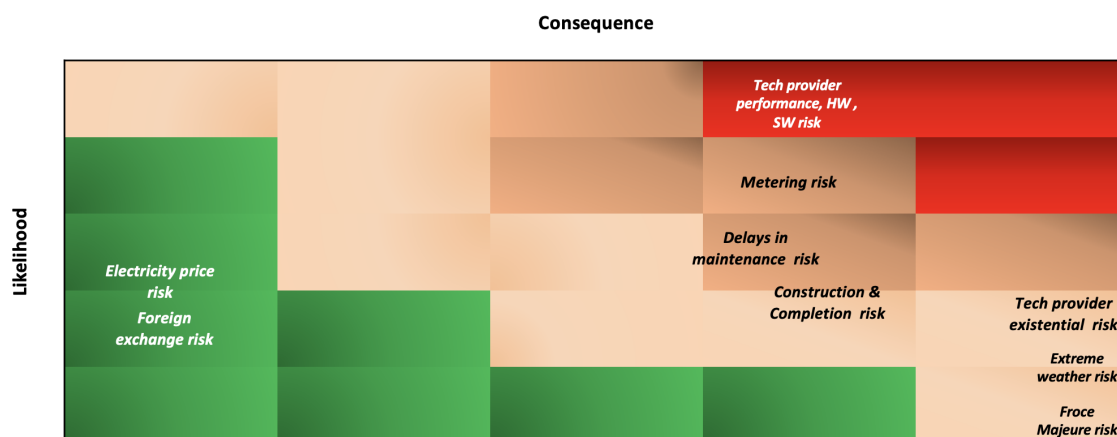 Consequence
Likelihood
Tech provider
performance, HW ,
SW risk
Metering risk
Delays in
maintenance  risk
Electricity price
risk
Construction &
Completion  risk
Foreign
exchange risk
Tech provider
existential  risk
Extreme
weather risk
Froce
Majeure risk